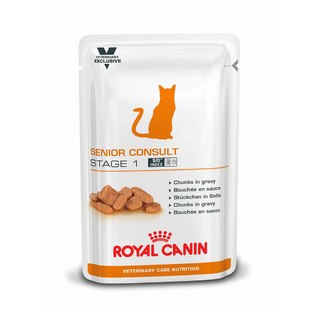 VETERINARY
EXCLUSIVE
SENIOR CONSULT
STAGE 1 S/O INDEX
• Chunks in gravy
• Bouchée en sauce
• Stückchen in Soße
• Chunks in gravy
• Bouchée en sauce
ROYAL CANIN
VETERINARY CARE NUTRITION